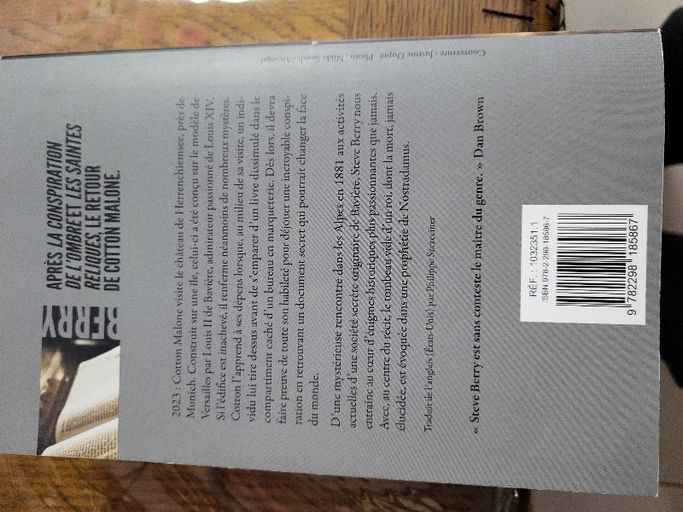 BERRY
APRÈS LA CONSPIRATION
DE L'OMBRE ET LES SAINTES
RELIQUES, LE RETOUR
DE COTTON MALONE.
2023 : Cotton Malone visite le château de Herrenchiemsee, près de
Munich. Construit sur une île, celui-ci a été conçu sur le modèle de
Versailles par Louis II de Bavière, admirateur passionné de Louis XIV.
Si l'édifice est inachevé, il renferme néanmoins de nombreux mystères.
Cotton l'apprend à ses dépens lorsque, au milieu de sa visite, un indi-
vidu lui tire dessus avant de s'emparer d'un livre dissimulé dans le
compartiment caché d'un bureau en marqueterie. Dès lors, il devra
faire preuve de toute son habileté pour déjouer une incroyable conspi-
ration en retrouvant un document secret qui pourrait changer la face
du monde.
D'une mystérieuse rencontre dans les Alpes en 1881 aux activités
actuelles d'une société secrète originaire de Bavière, Steve Berry nous
entraîne au cœur d'énigmes historiques plus passionnantes que jamais.
Avec, au centre du récit, le tombeau vide d'un roi, dont la mort, jamais
élucidée, est évoquée dans une prophétie de Nostradamus.
Traduit de l'anglais (États-Unis) par Philippe Szczeciner
« Steve Berry est sans conteste le maître du genre. » Dan Brown
RÉF. : 1032351.1
ISBN 978-2-298-18586-7
9 782298 185867
Couverture : Justine Dupré Photo : Nikki Smith / Arcangel